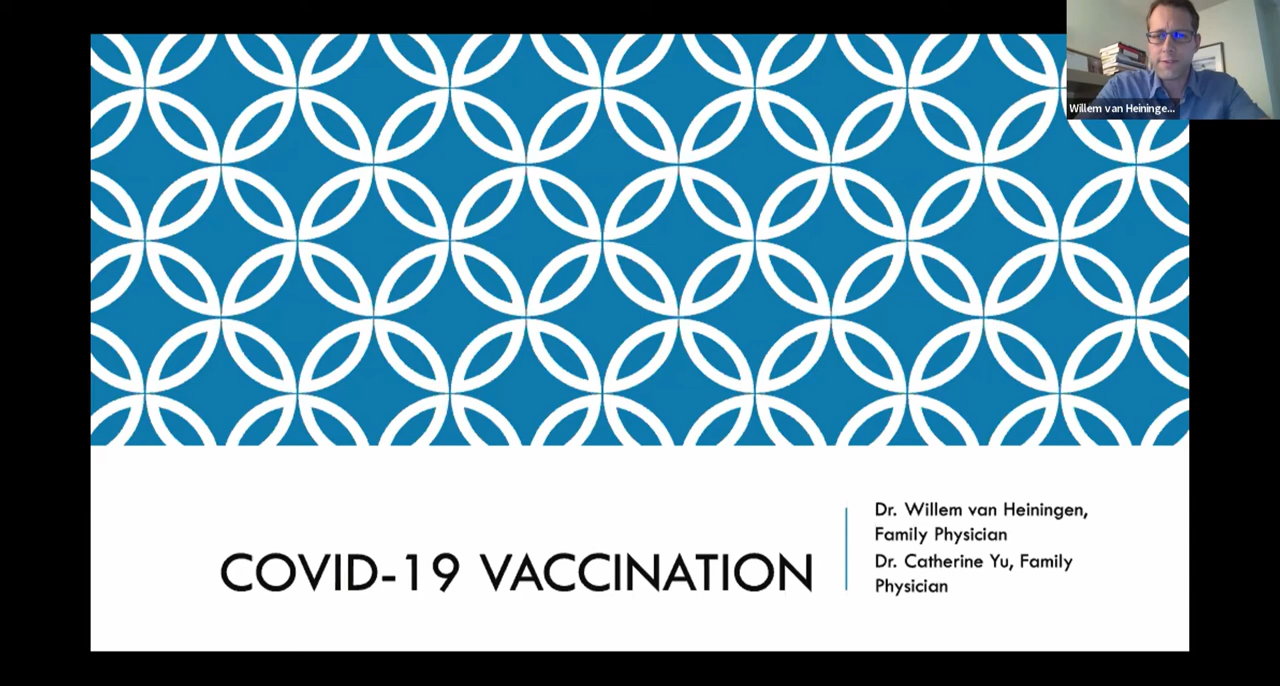 Willem van Heininge...
COVID-19 VACCINATION
Dr. Willem van Heiningen,
Family Physician
Dr. Catherine Yu, Family
Physician